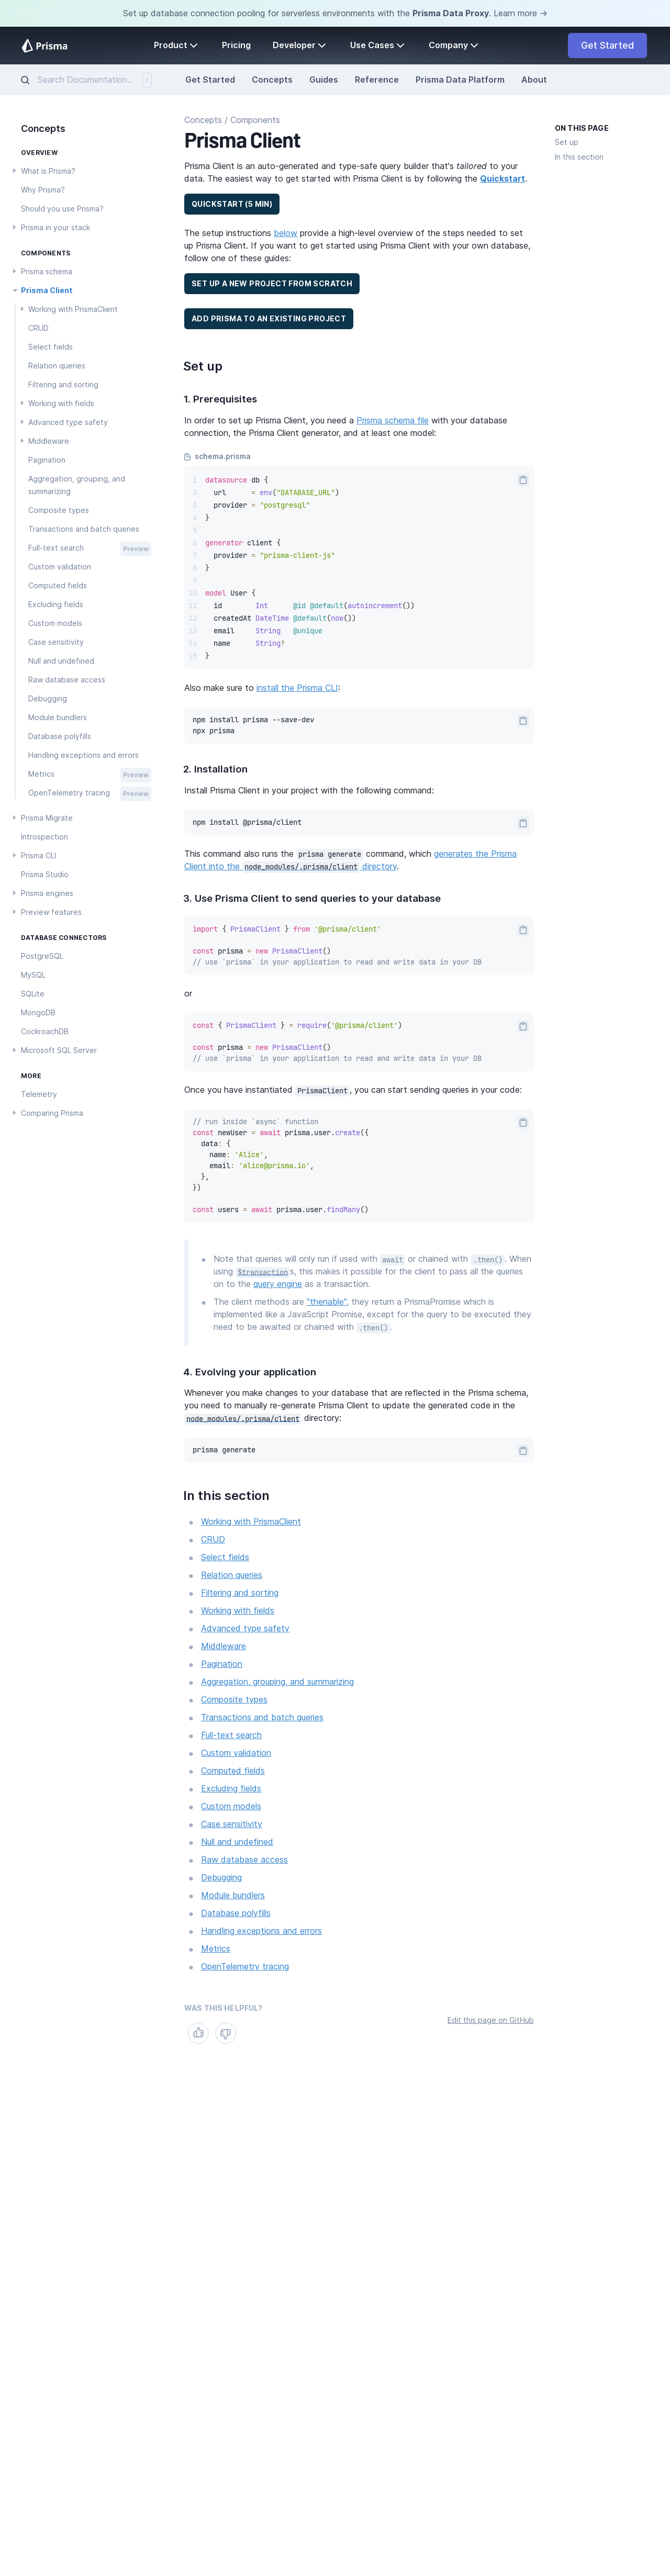 Set up database connection pooling for serverless environments with the Prisma Data Proxy. Learn more →
Prisma
Product
Pricing
Developer
Use Cases
Company
Get Started
Search Documentation...
/
Get Started
Concepts
Guides
Reference
Prisma Data Platform
About
Concepts
OVERVIEW
What is Prisma?
Why Prisma?
Should you use Prisma?
Prisma in your stack
COMPONENTS
Prisma schema
Prisma Client
Working with PrismaClient
CRUD
Select fields
Relation queries
Filtering and sorting
Working with fields
Advanced type safety
Middleware
Pagination
Aggregation, grouping, and
summarizing
Composite types
Transactions and batch queries
Full-text search
Preview
Custom validation
Computed fields
Excluding fields
Custom models
Case sensitivity
Null and undefined
Raw database access
Debugging
Module bundlers
Database polyfills
Handling exceptions and errors
Metrics
Preview
OpenTelemetry tracing
Preview
Prisma Migrate
Introspection
Prisma CLI
Prisma Studio
Prisma engines
Preview features
DATABASE CONNECTORS
PostgreSQL
MySQL
SQLite
MongoDB
CockroachDB
Microsoft SQL Server
MORE
Telemetry
Comparing Prisma
Concepts / Components
Prisma Client
Prisma Client is an auto-generated and type-safe query builder that's tailored to your
data. The easiest way to get started with Prisma Client is by following the Quickstart.
QUICKSTART (5 MIN)
The setup instructions below provide a high-level overview of the steps needed to set
up Prisma Client. If you want to get started using Prisma Client with your own database,
follow one of these guides:
SET UP A NEW PROJECT FROM SCRATCH
ADD PRISMA TO AN EXISTING PROJECT
Set up
1. Prerequisites
In order to set up Prisma Client, you need a Prisma schema file with your database
connection, the Prisma Client generator, and at least one model:
schema.prisma
1 datasource db {
2   url      = env("DATABASE_URL")
3   provider = "postgresql"
4 }
5
6 generator client {
7   provider = "prisma-client-js"
8 }
9
10 model User {
11   id        Int      @id @default(autoincrement())
12   createdAt DateTime @default(now())
13   email     String   @unique
14   name      String?
15 }
Also make sure to install the Prisma CLI:
npm install prisma --save-dev
npx prisma
2. Installation
Install Prisma Client in your project with the following command:
npm install @prisma/client
This command also runs the prisma generate command, which generates the Prisma
Client into the node_modules/.prisma/client directory.
3. Use Prisma Client to send queries to your database
import { PrismaClient } from '@prisma/client'
const prisma = new PrismaClient()
// use `prisma` in your application to read and write data in your DB
or
const { PrismaClient } = require('@prisma/client')
const prisma = new PrismaClient()
// use `prisma` in your application to read and write data in your DB
Once you have instantiated PrismaClient, you can start sending queries in your code:
// run inside `async` function
const newUser = await prisma.user.create({
  data: {
    name: 'Alice',
    email: 'alice@prisma.io',
  },
})
const users = await prisma.user.findMany()
Note that queries will only run if used with await or chained with .then(). When
using $transactions, this makes it possible for the client to pass all the queries
on to the query engine as a transaction.
The client methods are "thenable", they return a PrismaPromise which is
implemented like a JavaScript Promise, except for the query to be executed they
need to be awaited or chained with .then().
4. Evolving your application
Whenever you make changes to your database that are reflected in the Prisma schema,
you need to manually re-generate Prisma Client to update the generated code in the
node_modules/.prisma/client directory:
prisma generate
In this section
Working with PrismaClient
CRUD
Select fields
Relation queries
Filtering and sorting
Working with fields
Advanced type safety
Middleware
Pagination
Aggregation, grouping, and summarizing
Composite types
Transactions and batch queries
Full-text search
Custom validation
Computed fields
Excluding fields
Custom models
Case sensitivity
Null and undefined
Raw database access
Debugging
Module bundlers
Database polyfills
Handling exceptions and errors
Metrics
OpenTelemetry tracing
WAS THIS HELPFUL?
Edit this page on GitHub
ON THIS PAGE
Set up
In this section